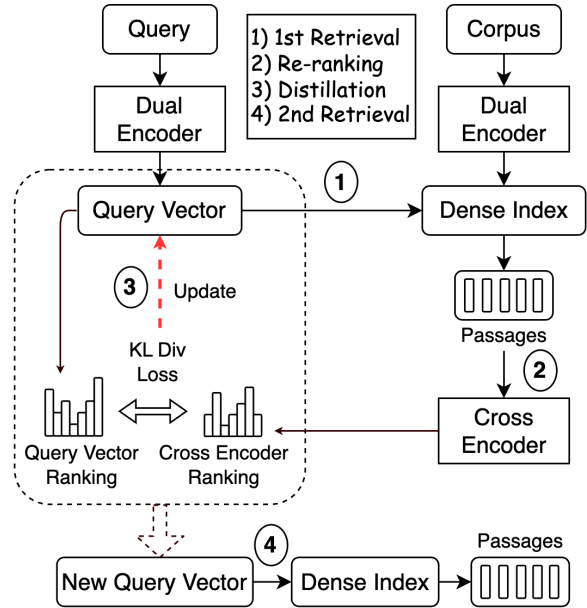 Query
1) 1st Retrieval
2) Re-ranking
3) Distillation
4) 2nd Retrieval
Corpus
Dual
Encoder
Dual
Encoder
1
Query Vector
Dense Index
3
Update
Passages
KL Div
Loss
2
Cross
Encoder
Query Vector
Ranking
Cross Encoder
Ranking
4
Passages
New Query Vector
Dense Index